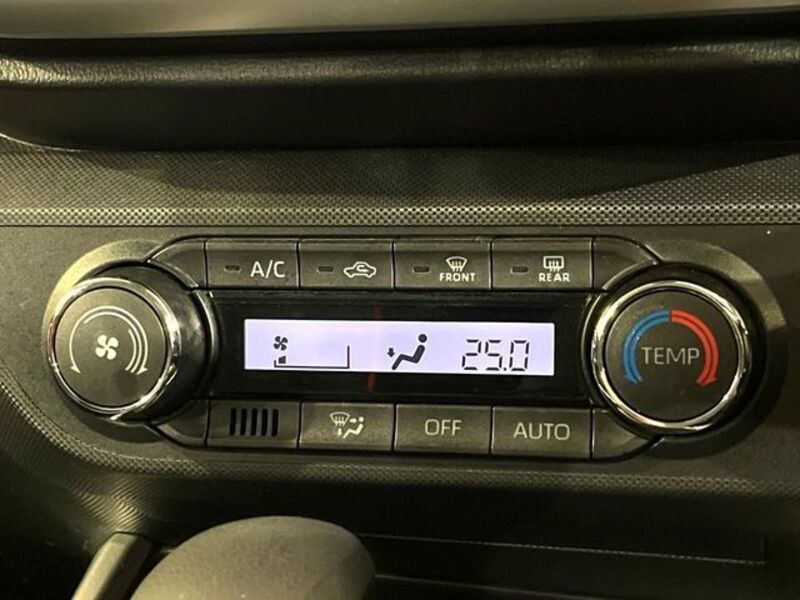 A/C
FRONT
REAR
25.0
TEMP
OFF
AUTO